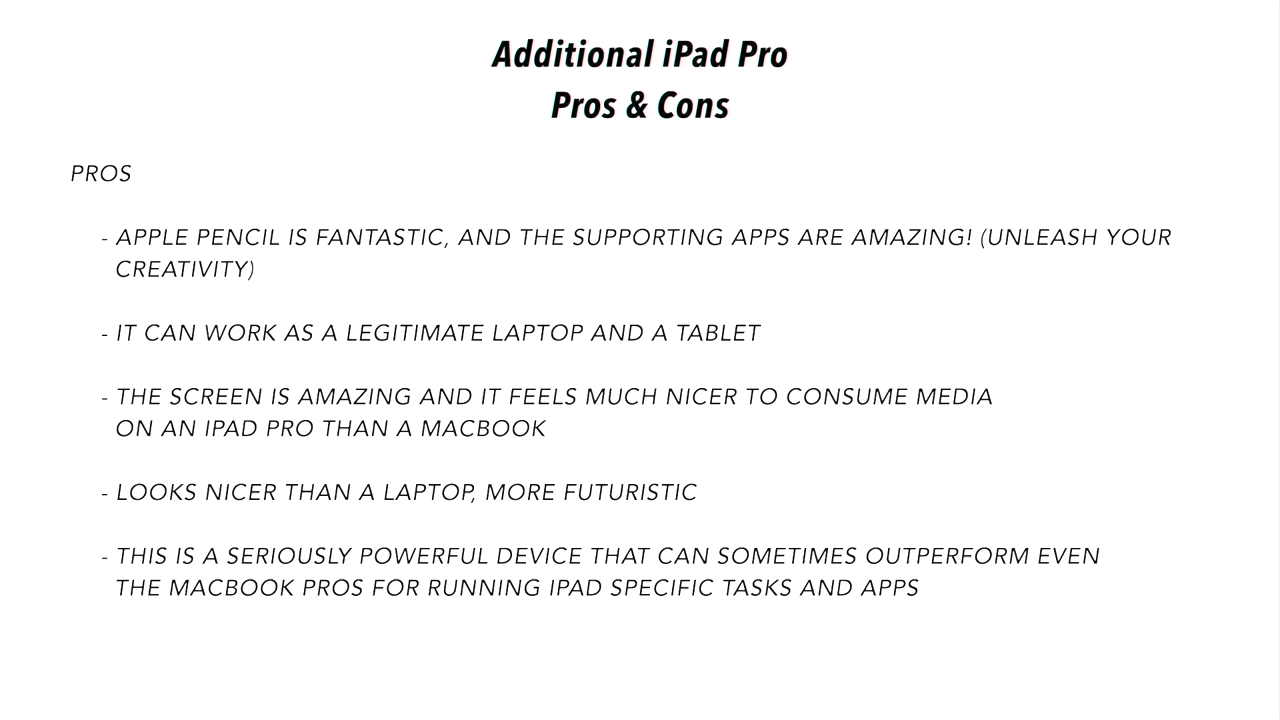 Additional iPad Pro
Pros & Cons
PROS
- APPLE PENCIL IS FANTASTIC, AND THE SUPPORTING APPS ARE AMAZING! (UNLEASH YOUR
CREATIVITY)
- IT CAN WORK AS A LEGITIMATE LAPTOP AND A TABLET
- THE SCREEN IS AMAZING AND IT FEELS MUCH NICER TO CONSUME MEDIA
ON AN IPAD PRO THAN A MACBOOK
- LOOKS NICER THAN A LAPTOP, MORE FUTURISTIC
- THIS IS A SERIOUSLY POWERFUL DEVICE THAT CAN SOMETIMES OUTPERFORM EVEN
THE MACBOOK PROS FOR RUNNING IPAD SPECIFIC TASKS AND APPS